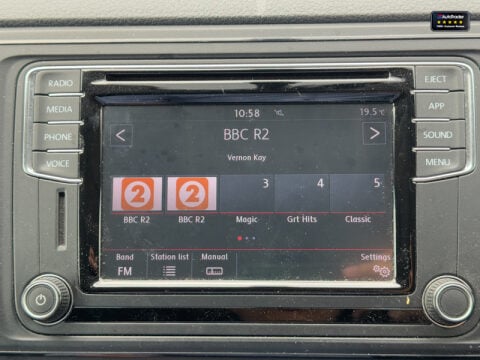 AutoTrader
RADIO
MEDIA
PHONE
VOICE
EJECT
APP
SOUND
MENU
10:58
19.5°C
<
BBC R2
>
Vernon Kay
2
2
3
4
5
BBC R2
BBC R2
Magic
Grt Hits
Classic
Band
Station list
Manual
Settings
FM